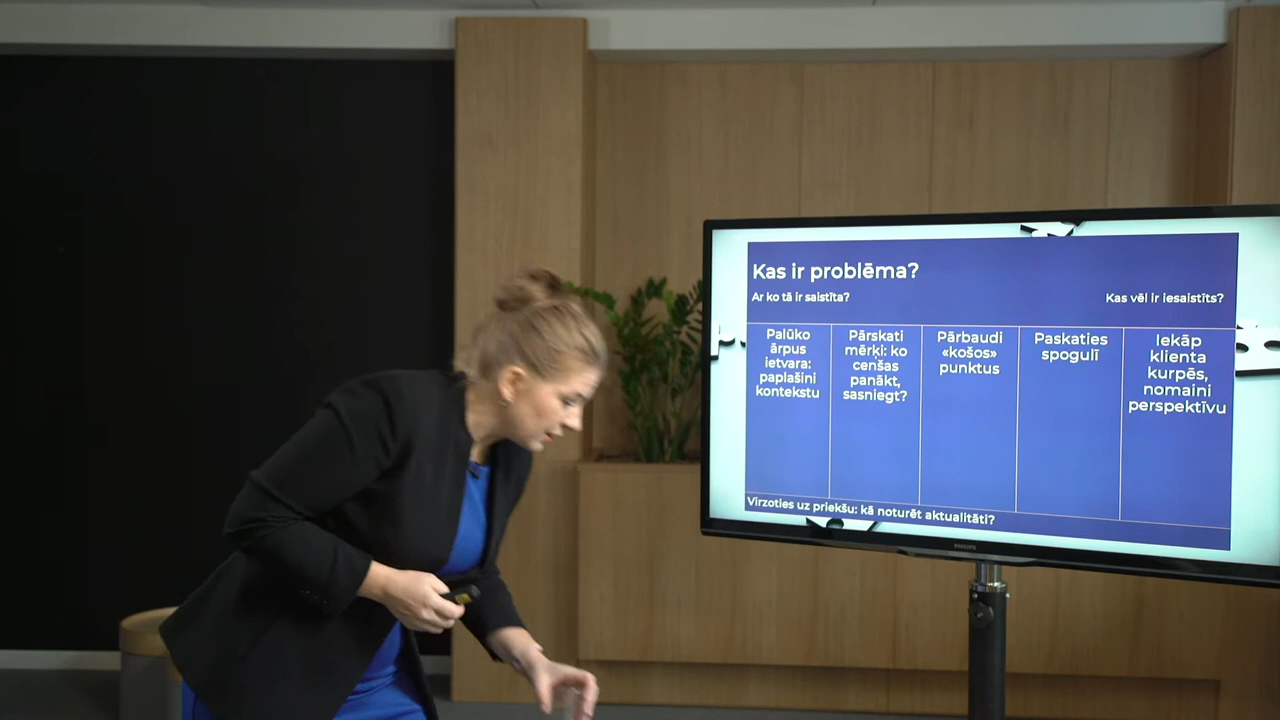 Kas ir problēma?
Ar ko tā ir saistīta?
Kas vēl ir iesaistīts?
Palūko
ārpus
ietvara:
paplašini
kontekstu
Pārskati
mērķi: ko
cenšas
panākt,
sasniegt?
Pārbaudi
«košos»
punktus
Paskaties
spogulī
Iekāp
klienta
kurpēs,
nomaini
perspektīvu
Virzoties uz priekšu: kā noturēt aktualitāti?
PHILIPS